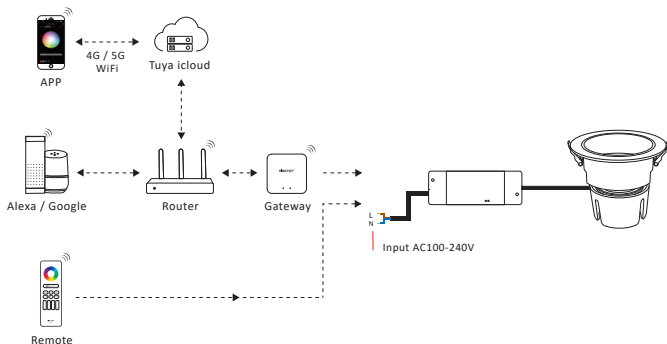 4G / 5G
WiFi
APP
Tuya icloud
Alexa / Google
Router
Gateway
L
N
Input AC100-240V
Remote